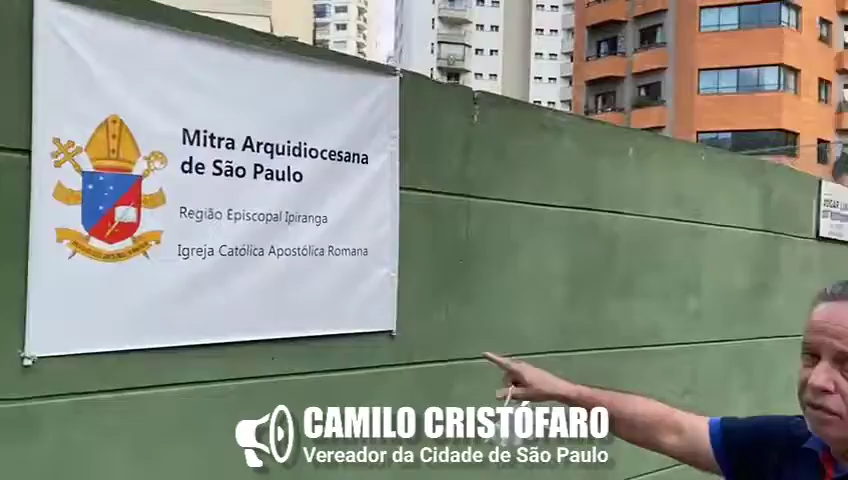 Mitra Arquidiocesana
de São Paulo
Região Episcopal Ipiranga
Igreja Católica Apostólica Romana
CAMILO CRISTÓFARO
Vereador da Cidade de São Paulo